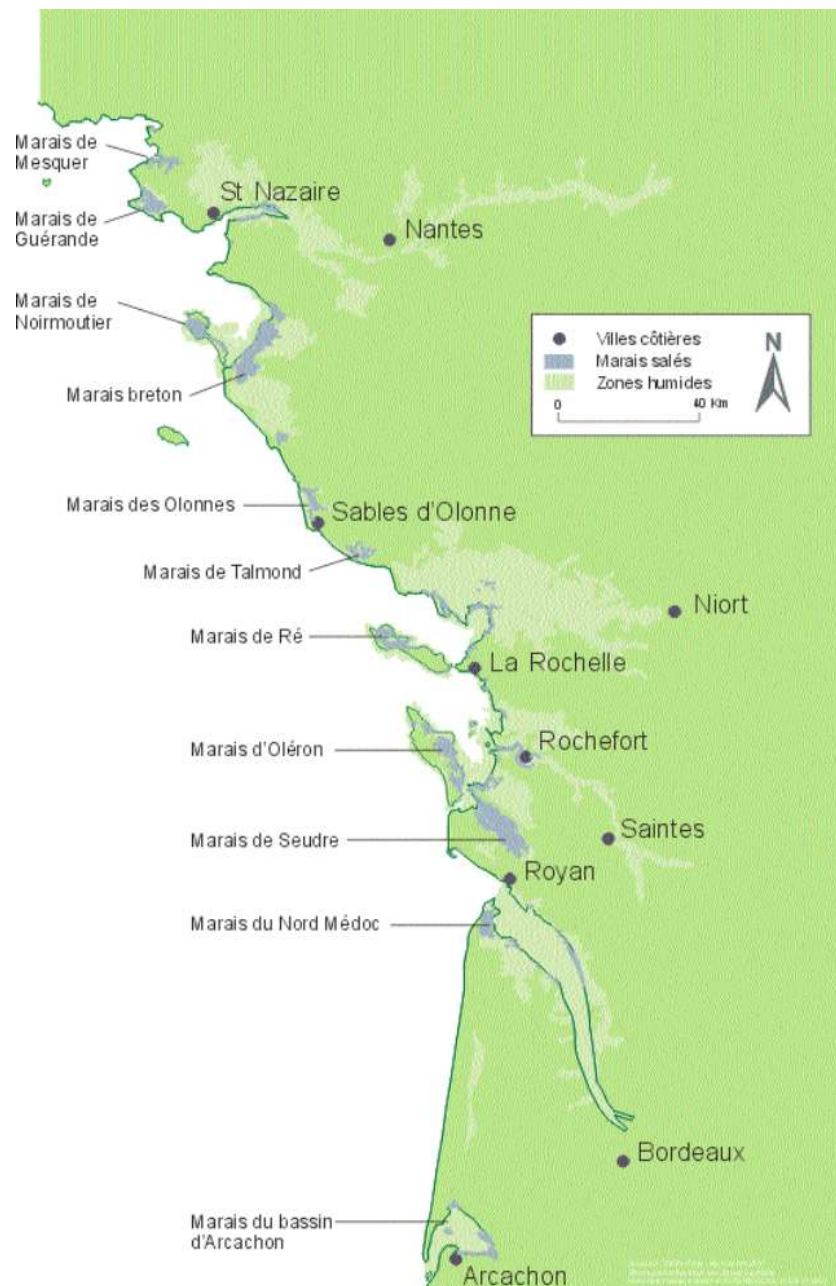 Marais de
Mesquer
St Nazaire
Marais de
Guérande
Nantes
Marais de
Noirmoutier
Villes côtières
Marais salés
Zones humides
0
40 Km
N
Marais breton
Marais des Olonnes
Sables d'Olonne
Marais de Talmond
Niort
Marais de Ré
La Rochelle
Marais d'Oléron
Rochefort
Marais de Seudre
Saintes
Royan
Marais du Nord Médoc
Bordeaux
Marais du bassin
d'Arcachon
Arcachon